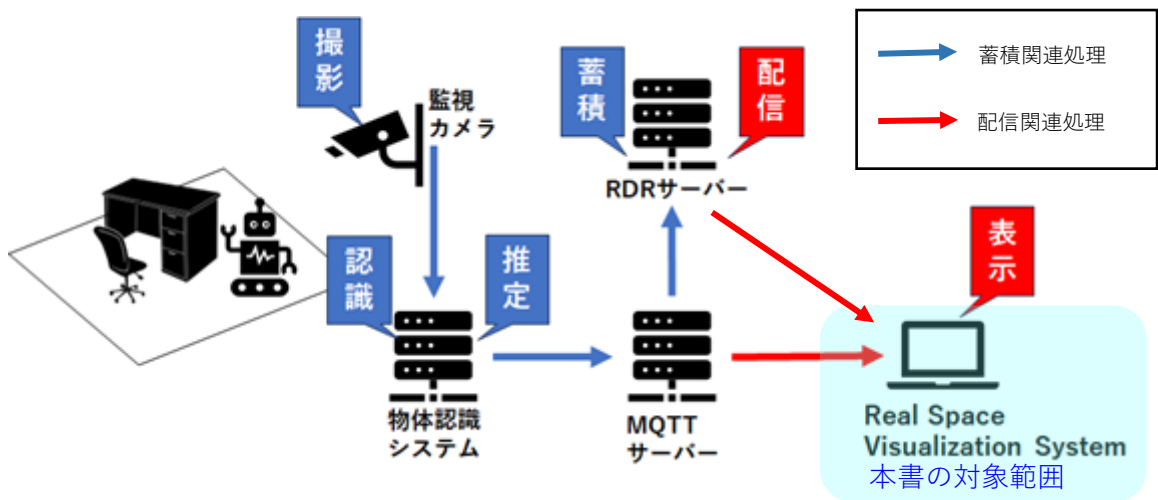 撮影
監視
カメラ
蓄積
配信
RDRサーバー
蓄積関連処理
配信関連処理
認識
推定
物体認識
システム
MQTT
サーバー
表示
Real Space
Visualization System
本書の対象範囲